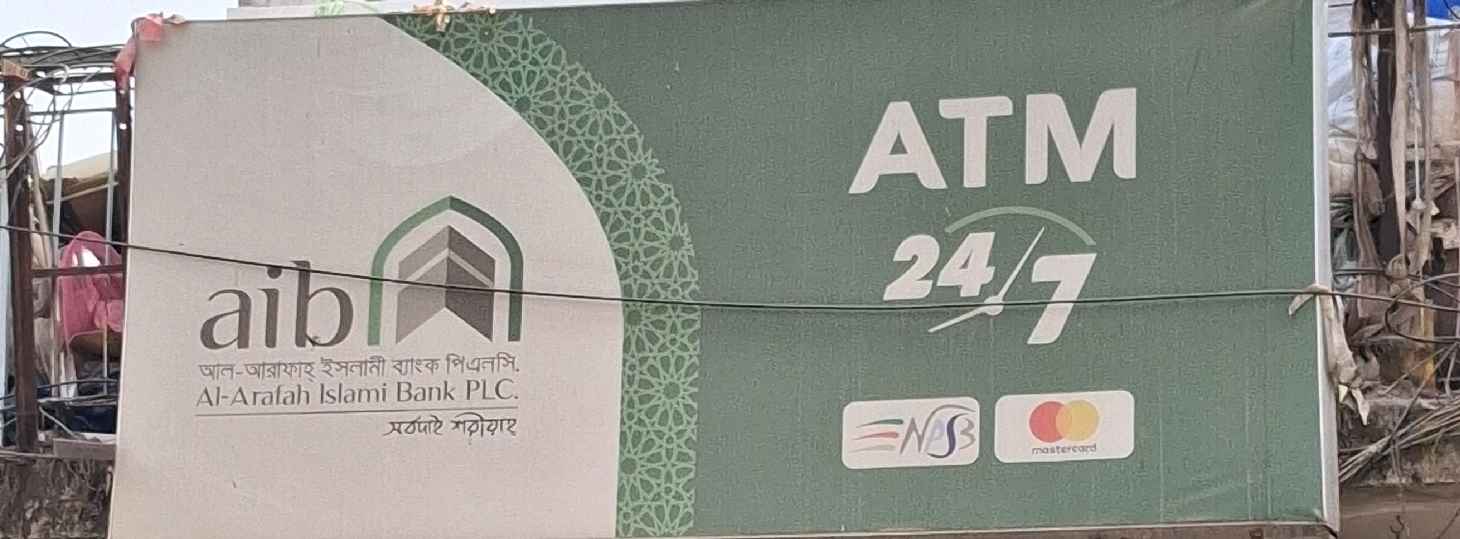 aib
আল-আরাফাহ্ ইসলামী ব্যাংক পিএলসি.
Al-Arafah Islami Bank PLC.
সর্বদাই শরী'য়াহ্
ATM
24/7
NPSB
mastercard